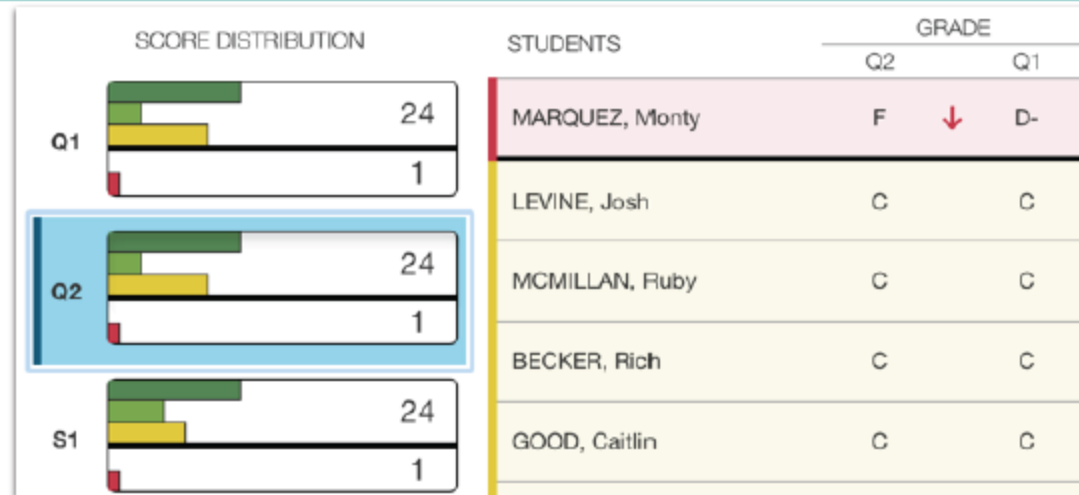 SCORE DISTRIBUTION
Q1
24
1
Q2
24
1
S1
24
1
STUDENTS
GRADE
Q2 Q1
MARQUEZ, Monty F ↓ D-
LEVINE, Josh C C
MCMILLAN, Ruby C C
BECKER, Rich C C
GOOD, Caitlin C C